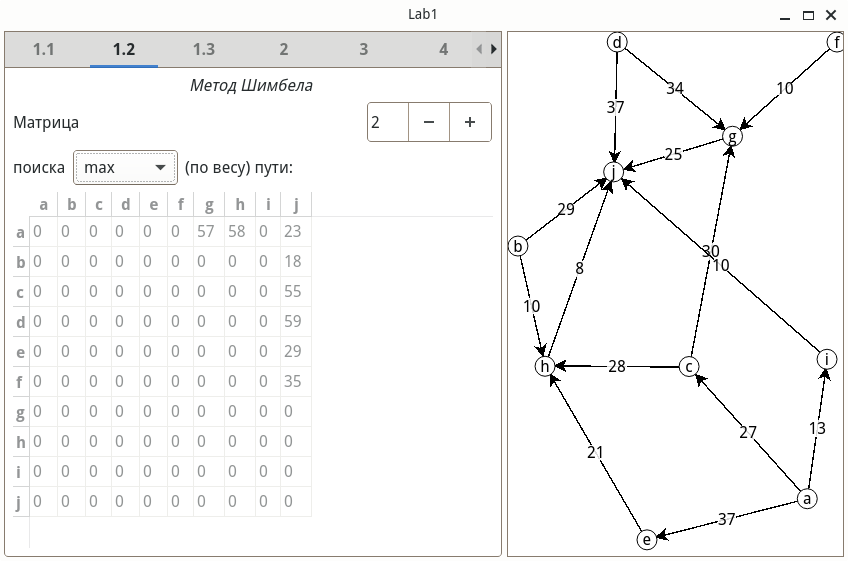 Lab1
1.1 1.2 1.3 2 3 4
Метод Шимбела
Матрица 2
поиска max (по весу) пути:
a b c d e f g h i j
a 0 0 0 0 0 0 57 58 0 23
b 0 0 0 0 0 0 0 0 0 18
c 0 0 0 0 0 0 0 0 0 55
d 0 0 0 0 0 0 0 0 0 59
e 0 0 0 0 0 0 0 0 0 29
f 0 0 0 0 0 0 0 0 0 35
g 0 0 0 0 0 0 0 0 0 0
h 0 0 0 0 0 0 0 0 0 0
i 0 0 0 0 0 0 0 0 0 0
j 0 0 0 0 0 0 0 0 0 0
d f
34 10
37
g
25
j
29
b
30
10
8
10
h 28 c i
27 13
21
a
37
e